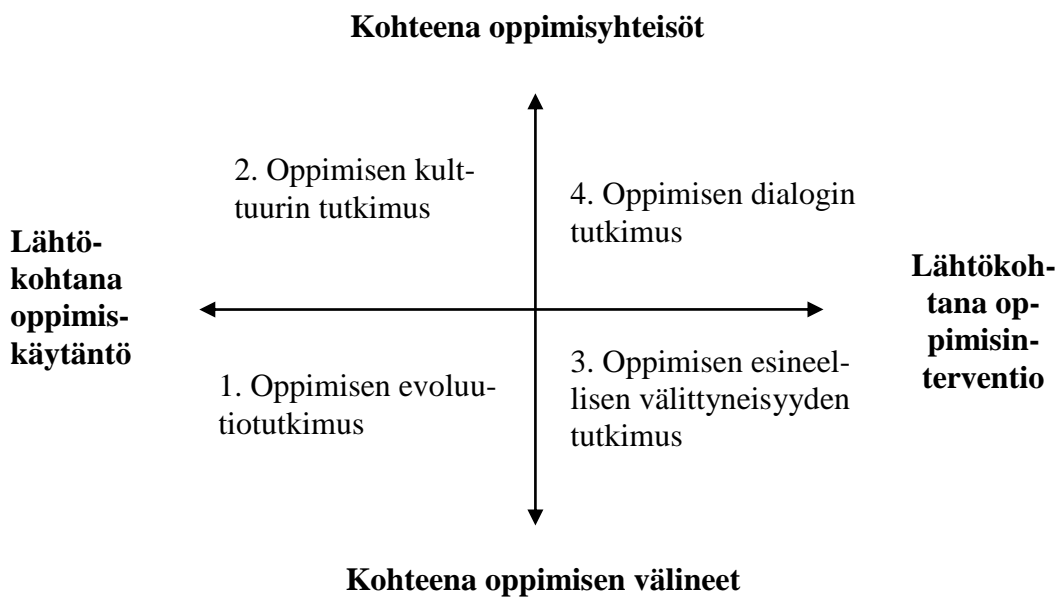 Kohteena oppimisyhteisöt
2. Oppimisen kult-
tuurin tutkimus
4. Oppimisen dialogin
tutkimus
Lähtö-
kohtana
oppimis-
käytäntö
Lähtökoh-
tana op-
pimisin-
terventio
1. Oppimisen evoluu-
tiotutkimus
3. Oppimisen esineel-
lisen välittyneisyyden
tutkimus
Kohteena oppimisen välineet